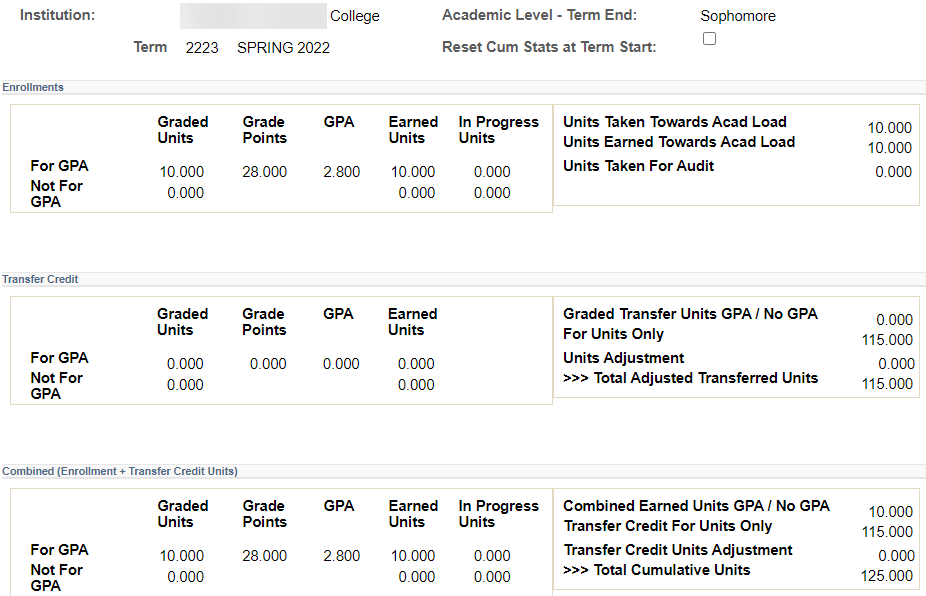 Institution: College Academic Level - Term End: Sophomore
Term 2223 SPRING 2022 Reset Cum Stats at Term Start:
Enrollments
Graded Units Grade Points GPA Earned Units In Progress Units
For GPA 10.000 28.000 2.800 10.000 0.000
Not For GPA 0.000 0.000 0.000
Units Taken Towards Acad Load 10.000
Units Earned Towards Acad Load 10.000
Units Taken For Audit 0.000
Transfer Credit
Graded Units Grade Points GPA Earned Units
For GPA 0.000 0.000 0.000 0.000
Not For GPA 0.000 0.000
Graded Transfer Units GPA / No GPA 0.000
For Units Only 115.000
Units Adjustment 0.000
>>> Total Adjusted Transferred Units 115.000
Combined (Enrollment + Transfer Credit Units)
Graded Units Grade Points GPA Earned Units In Progress Units
For GPA 10.000 28.000 2.800 10.000 0.000
Not For GPA 0.000 0.000 0.000
Combined Earned Units GPA / No GPA 10.000
Transfer Credit For Units Only 115.000
Transfer Credit Units Adjustment 0.000
>>> Total Cumulative Units 125.000